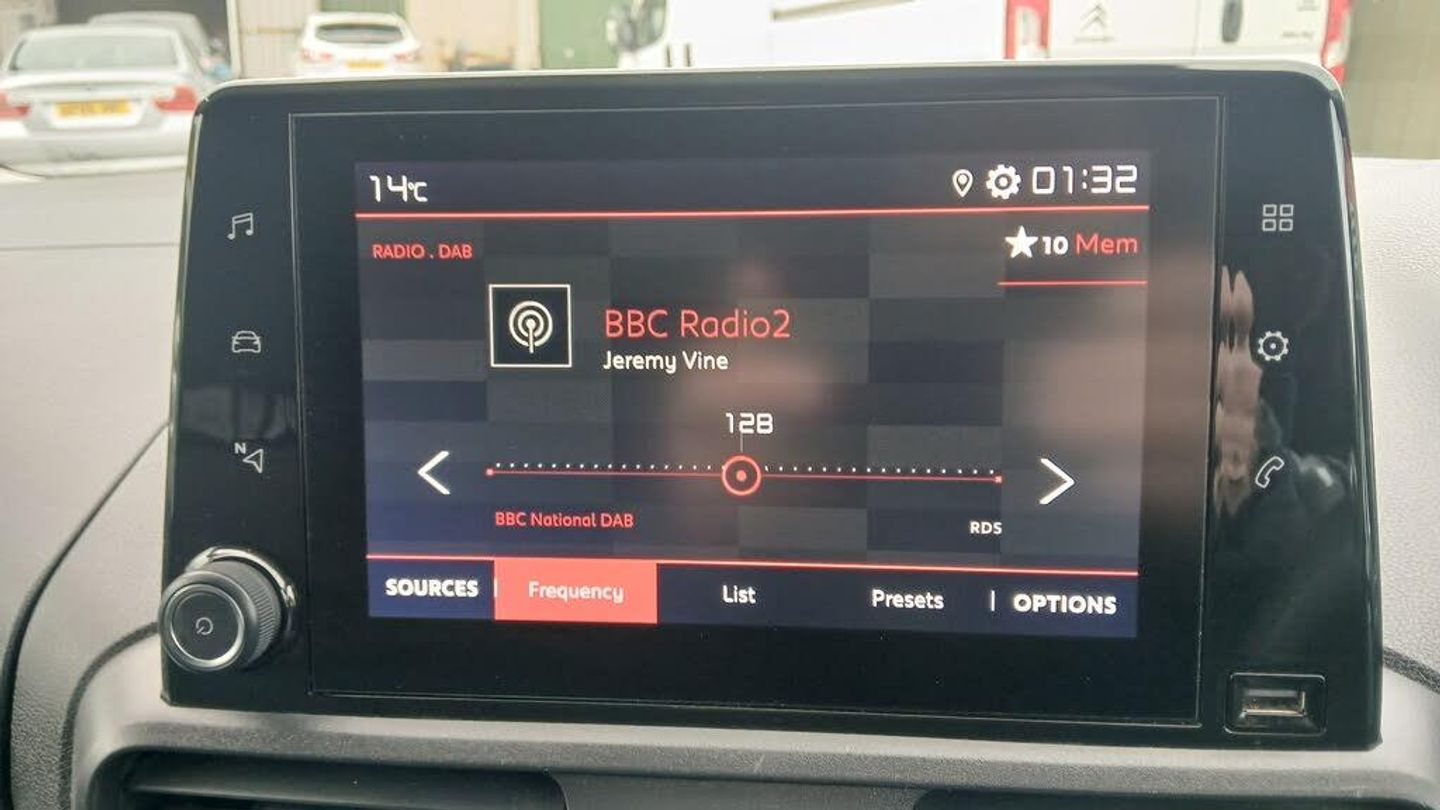 14°C
01:32
RADIO . DAB
10 Mem
BBC Radio2
Jeremy Vine
12B
N
BBC National DAB
RDS
SOURCES | Frequency List Presets | OPTIONS